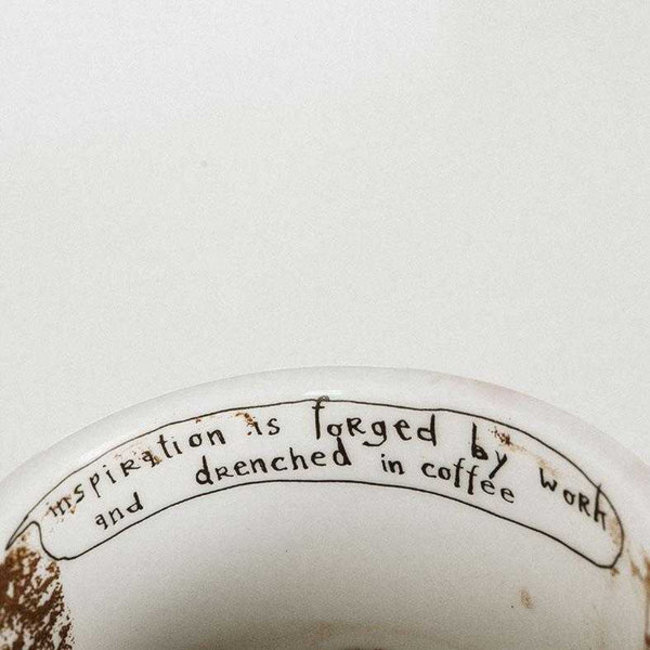 inspiration is forged by work
and drenched in coffee